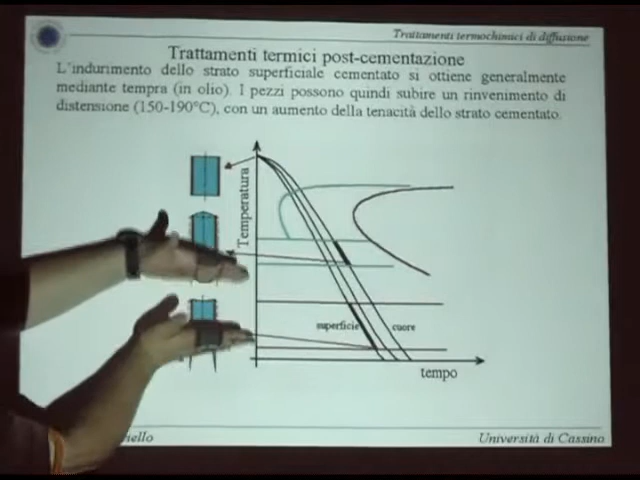 Trattamenti termochimici di diffusione
Trattamenti termici post-cementazione
L'indurimento dello strato superficiale cementato si ottiene generalmente
mediante tempra (in olio). I pezzi possono quindi subire un rinvenimento di
distensione (150-190°C), con un aumento della tenacità dello strato cementato.
Temperatura
superficie
cuore
tempo
Università di Cassino